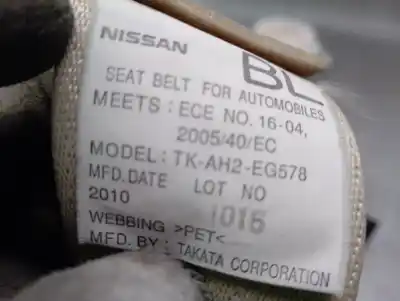 NISSAN
BL
SEAT BELT FOR AUTOMOBILES
MEETS: ECE NO. 16-04,
2005/40/EC
MODEL: TK-AH2-EG578
MFD.DATE LOT NO
2010 1016
WEBBING >PET<
MFD. BY: TAKATA CORPORATION